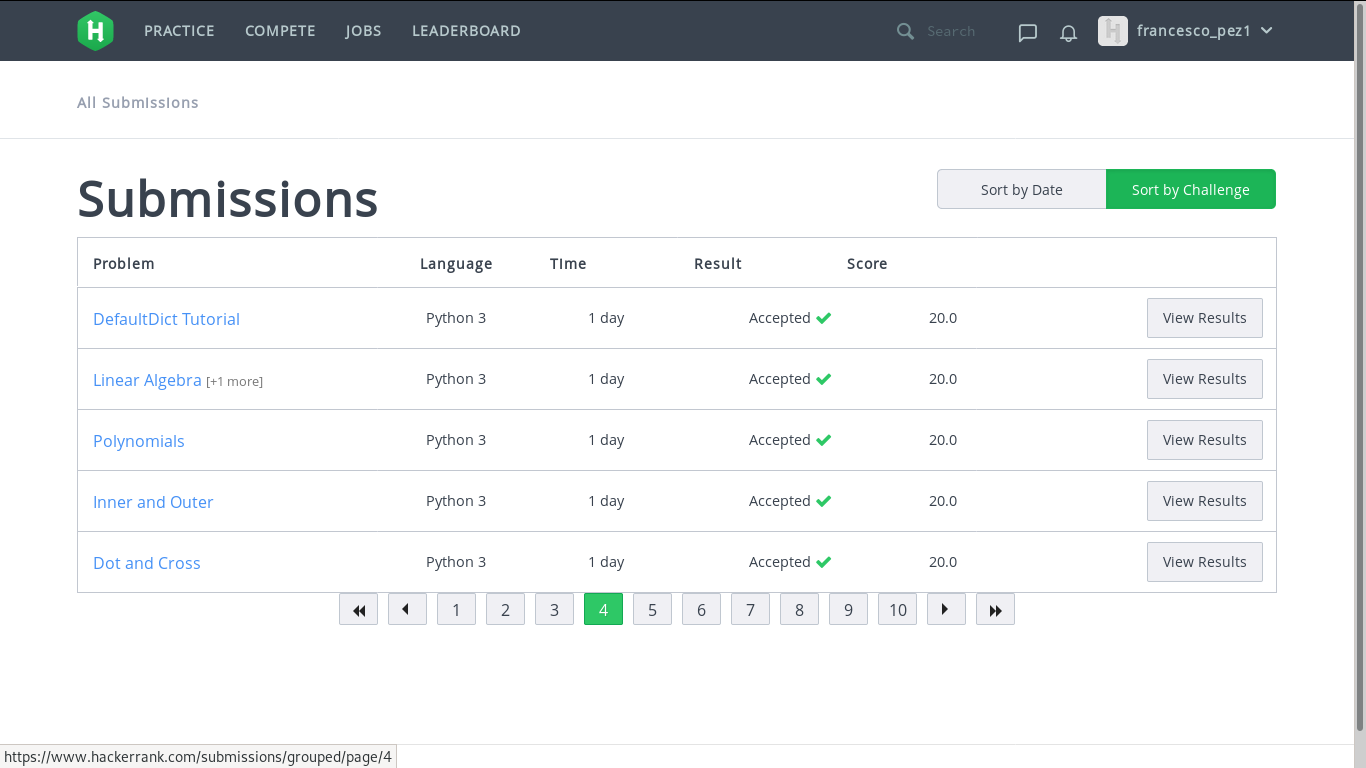 H PRACTICE COMPETE JOBS LEADERBOARD Search francesco_pez1
All Submissions
Submissions
Sort by Date Sort by Challenge
Problem Language Time Result Score
DefaultDict Tutorial Python 3 1 day Accepted 20.0 View Results
Linear Algebra [+1 more] Python 3 1 day Accepted 20.0 View Results
Polynomials Python 3 1 day Accepted 20.0 View Results
Inner and Outer Python 3 1 day Accepted 20.0 View Results
Dot and Cross Python 3 1 day Accepted 20.0 View Results
1 2 3 4 5 6 7 8 9 10
https://www.hackerrank.com/submissions/grouped/page/4